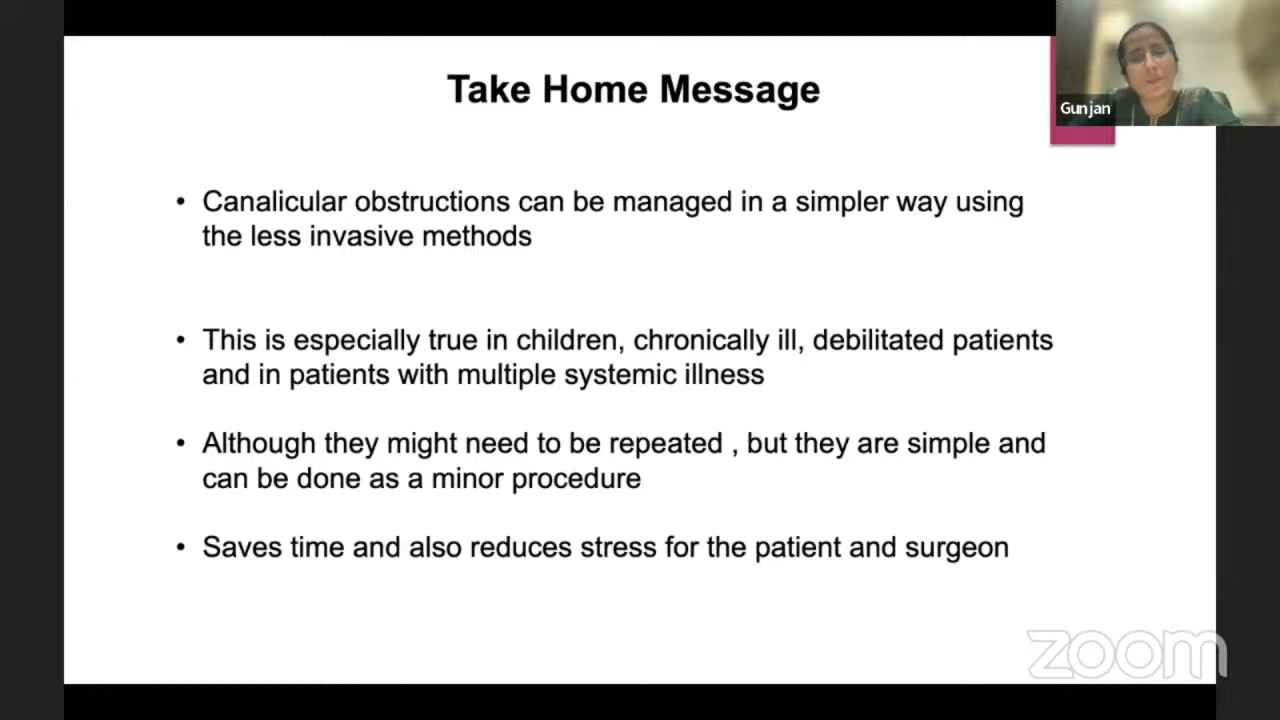 Take Home Message
Gunjan
• Canalicular obstructions can be managed in a simpler way using
the less invasive methods
• This is especially true in children, chronically ill, debilitated patients
and in patients with multiple systemic illness
• Although they might need to be repeated , but they are simple and
can be done as a minor procedure
• Saves time and also reduces stress for the patient and surgeon
zoom